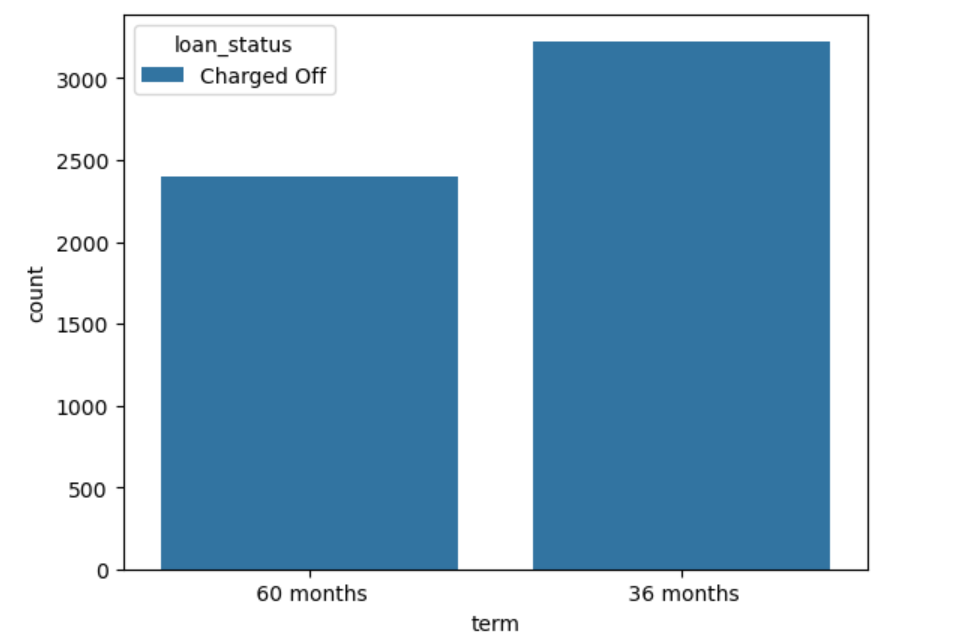 loan_status
Charged Off
3000
2500
2000
1500
1000
500
0
count
60 months
36 months
term